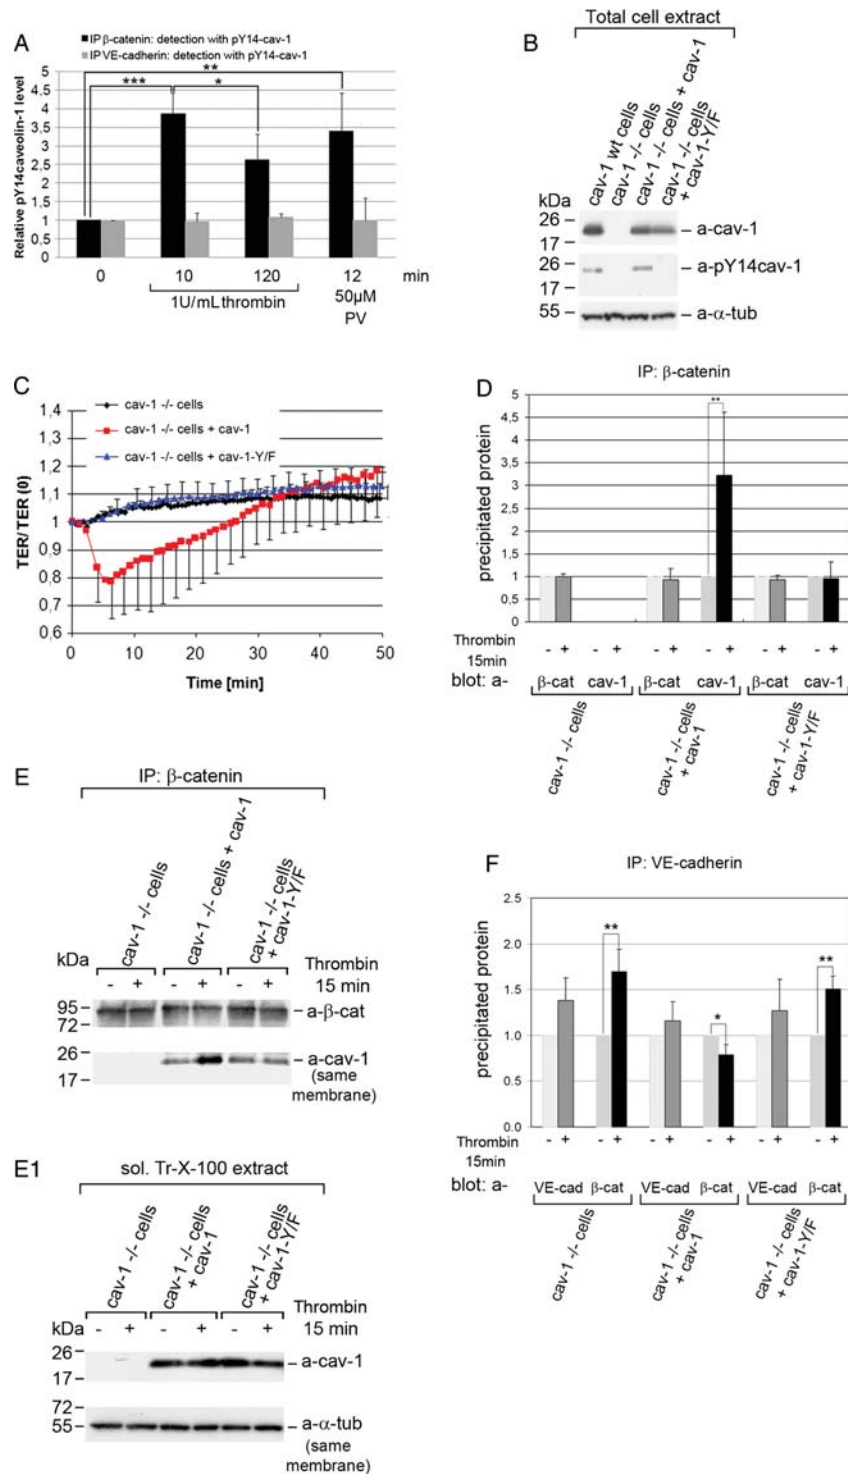 A
IP β-catenin: detection with pY14-cav-1
IP VE-cadherin: detection with pY14-cav-1
Relative pY14caveolin-1 level
5
4,5
4
3,5
3
2,5
2
1,5
1
0,5
0
**
***
*
0
10
120
12
min
1U/mL thrombin
50µM
PV
B
Total cell extract
cav-1 wt cells
cav-1 -/- cells
cav-1 -/- cells + cav-1
cav-1 -/- cells
+ cav-1-Y/F
kDa
26
17
a-cav-1
26
17
a-pY14cav-1
55
a-α-tub
C
cav-1 -/- cells
cav-1 -/- cells + cav-1
cav-1 -/- cells + cav-1-Y/F
TER/ TER (0)
1,4
1,3
1,2
1,1
1
0,9
0,8
0,7
0,6
0
10
20
30
40
50
Time [min]
D
IP: β-catenin
precipitated protein
5
4,5
4
3,5
3
2,5
2
1,5
1
0,5
0
**
Thrombin
15min
- + - + - + - + - + - +
blot: a-
β-cat cav-1 β-cat cav-1 β-cat cav-1
cav-1 -/- cells
cav-1 -/- cells
+ cav-1
cav-1 -/- cells
+ cav-1-Y/F
E
IP: β-catenin
cav-1 -/- cells
cav-1 -/- cells + cav-1
cav-1 -/- cells
+ cav-1-Y/F
kDa
Thrombin
- + - + - + 15 min
95
72
a-β-cat
26
17
a-cav-1
(same
membrane)
E1
sol. Tr-X-100 extract
cav-1 -/- cells
cav-1 -/- cells
+ cav-1
cav-1 -/- cells
+ cav-1-Y/F
Thrombin
kDa - + - + - + 15 min
26
17
a-cav-1
72
55
a-α-tub
(same
membrane)
F
IP: VE-cadherin
precipitated protein
2.5
2.0
1.5
1.0
0.5
0.0
**
*
**
Thrombin
15min
- + - + - + - + - + - +
blot: a-
VE-cad β-cat VE-cad β-cat VE-cad β-cat
cav-1 -/- cells
cav-1 -/- cells
+ cav-1
cav-1 -/- cells
+ cav-1-Y/F